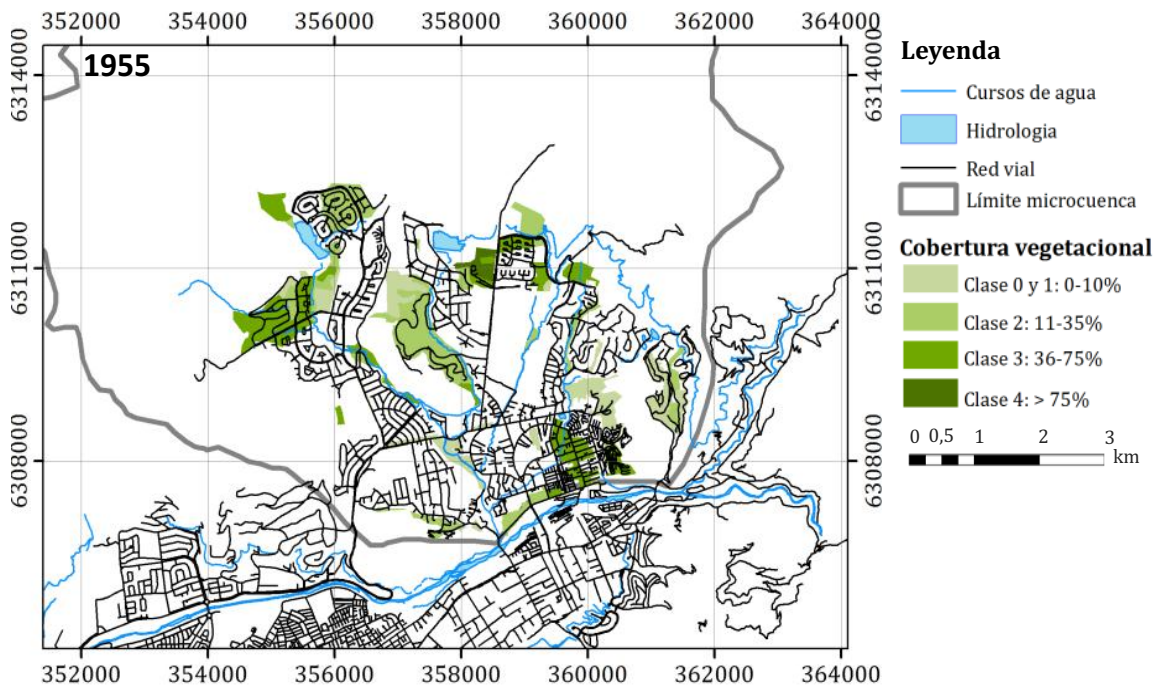 352000 354000 356000 358000 360000 362000 364000
1955
6314000
6311000
6308000
6314000
6311000
6308000
352000 354000 356000 358000 360000 362000 364000
Leyenda
Cursos de agua
Hidrologia
Red vial
Límite microcuenca
Cobertura vegetacional
Clase 0 y 1: 0-10%
Clase 2: 11-35%
Clase 3: 36-75%
Clase 4: > 75%
0 0,5 1 2 3
km